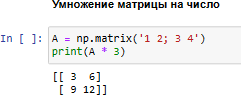 Умножение матрицы на число
In [ ]: A = np.matrix('1 2; 3 4')
print(A * 3)
[[ 3  6]
 [ 9 12]]